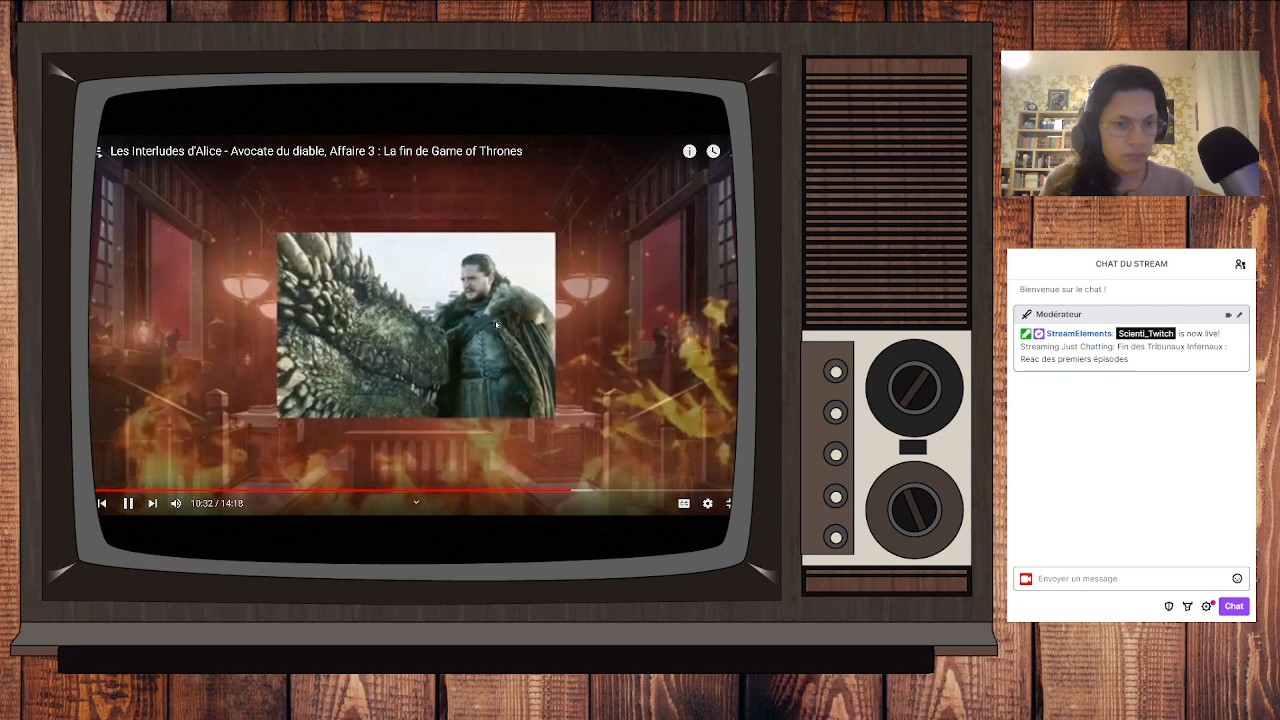 Les Interludes d'Alice - Avocate du diable, Affaire 3 : La fin de Game of Thrones
10:32 / 14:18
CHAT DU STREAM
Bienvenue sur le chat !
Modérateur
StreamElements: Scienti_Twitch is now live!
Streaming Just Chatting: Fin des Tribunaux Infernaux :
Reac des premiers épisodes
Envoyer un message
Chat